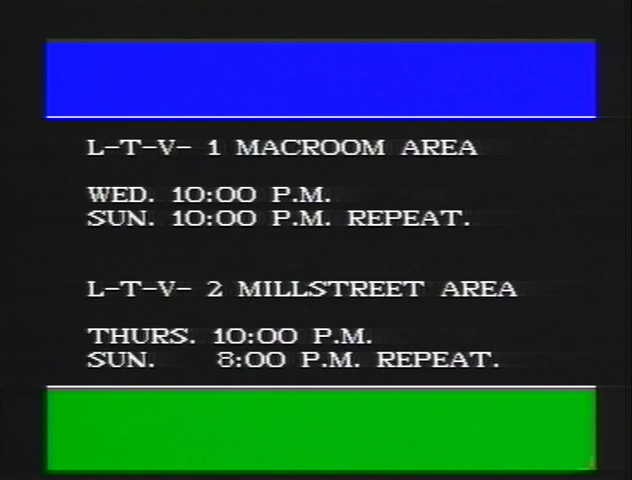 L-T-V- 1 MACROOM AREA
WED. 10:00 P.M.
SUN. 10:00 P.M. REPEAT.
L-T-V- 2 MILLSTREET AREA
THURS. 10:00 P.M.
SUN. 8:00 P.M. REPEAT.